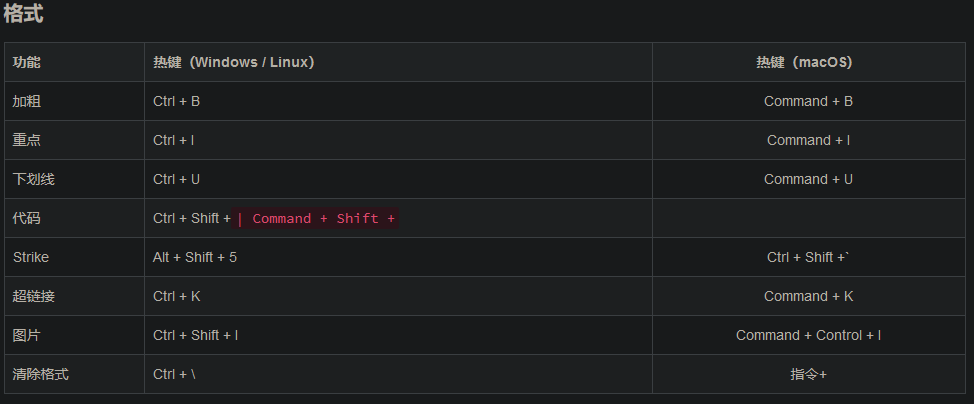 格式
功能 热键（Windows / Linux） 热键（macOS）
加粗 Ctrl + B Command + B
重点 Ctrl + I Command + I
下划线 Ctrl + U Command + U
代码 Ctrl + Shift + | Command + Shift +
Strike Alt + Shift + 5 Ctrl + Shift +`
超链接 Ctrl + K Command + K
图片 Ctrl + Shift + I Command + Control + I
清除格式 Ctrl + \ 指令+